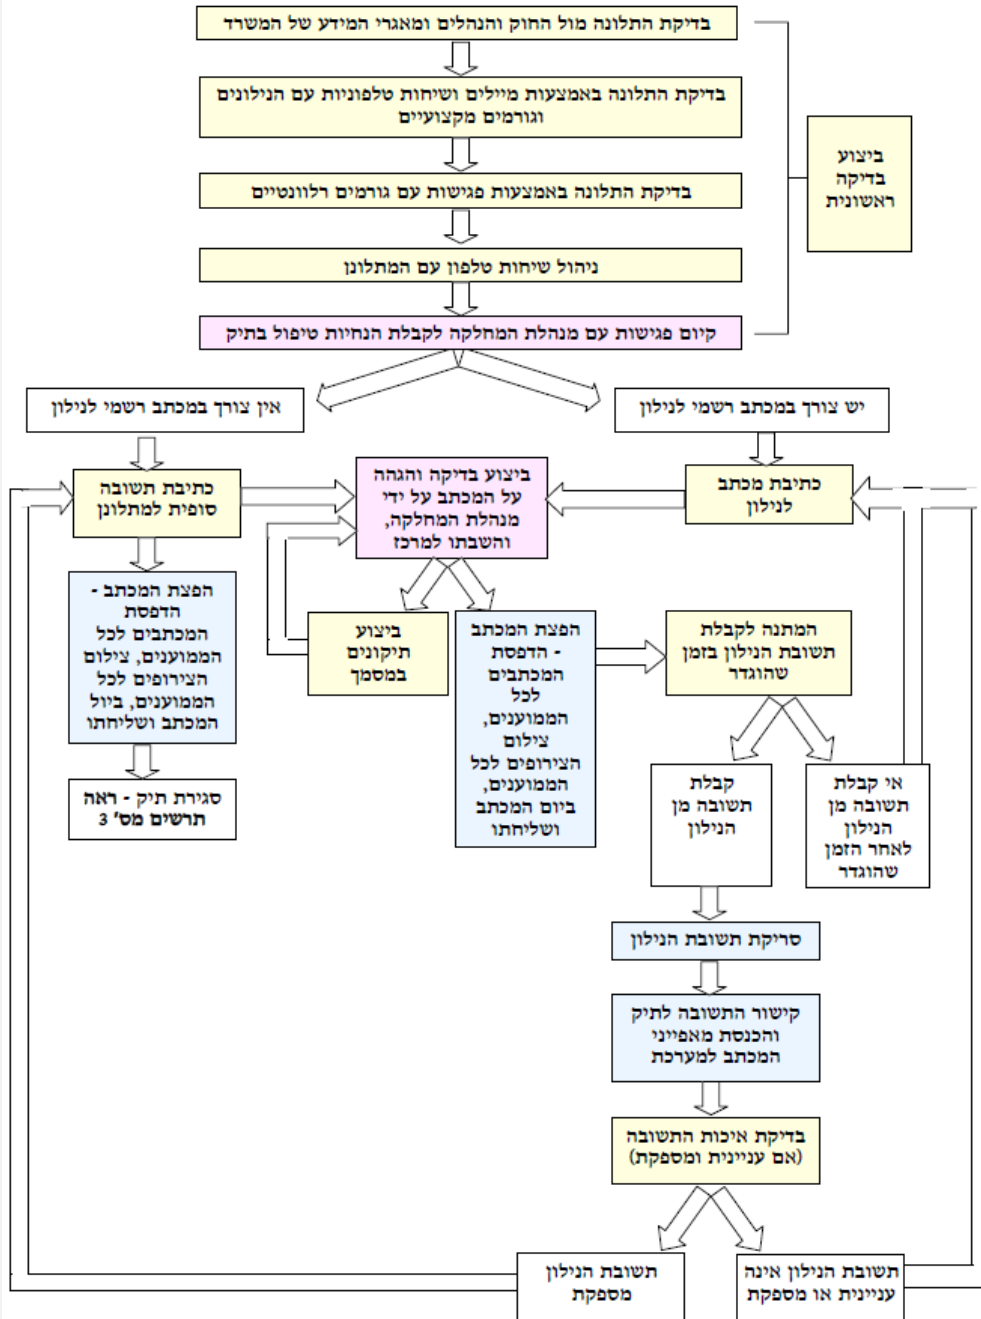 בדיקת התלונה מול החוק והנהלים ומאגרי המידע של המשרד
בדיקת התלונה באמצעות מיילים ושיחות טלפוניות עם הנילונים
וגורמים מקצועיים
בדיקת התלונה באמצעות פגישות עם גורמים רלוונטיים
ניהול שיחות טלפון עם המתלונן
קיום פגישות עם מנהלת המחלקה לקבלת הנחיות טיפול בתיק
ביצוע
בדיקה
ראשונית
יש צורך במכתב רשמי לנילון
אין צורך במכתב רשמי לנילון
כתיבת מכתב
לנילון
ביצוע בדיקה והגהה
על המכתב על ידי
מנהלת המחלקה,
והשבתו למרכז
כתיבת תשובה
סופית למתלונן
הפצת המכתב -
הדפסת
המכתבים לכל
הממוענים, צילום
הצירופים לכל
הממוענים, ביול
המכתב ושליחתו
סגירת תיק - ראה
תרשים מס' 3
ביצוע
תיקונים
במסמך
הפצת המכתב
- הדפסת
המכתבים
לכל
הממוענים,
צילום
הצירופים לכל
הממוענים,
ביום המכתב
ושליחתו
המתנה לקבלת
תשובת הנילון בזמן
שהוגדר
אי קבלת
תשובה מן
הנילון
לאחר הזמן
שהוגדר
קבלת
תשובה מן
הנילון
סריקת תשובת הנילון
קישור התשובה לתיק
והכנסת מאפייני
המכתב למערכת
בדיקת איכות התשובה
(אם עניינית ומספקת)
תשובת הנילון אינה
עניינית או מספקת
תשובת הנילון
מספקת